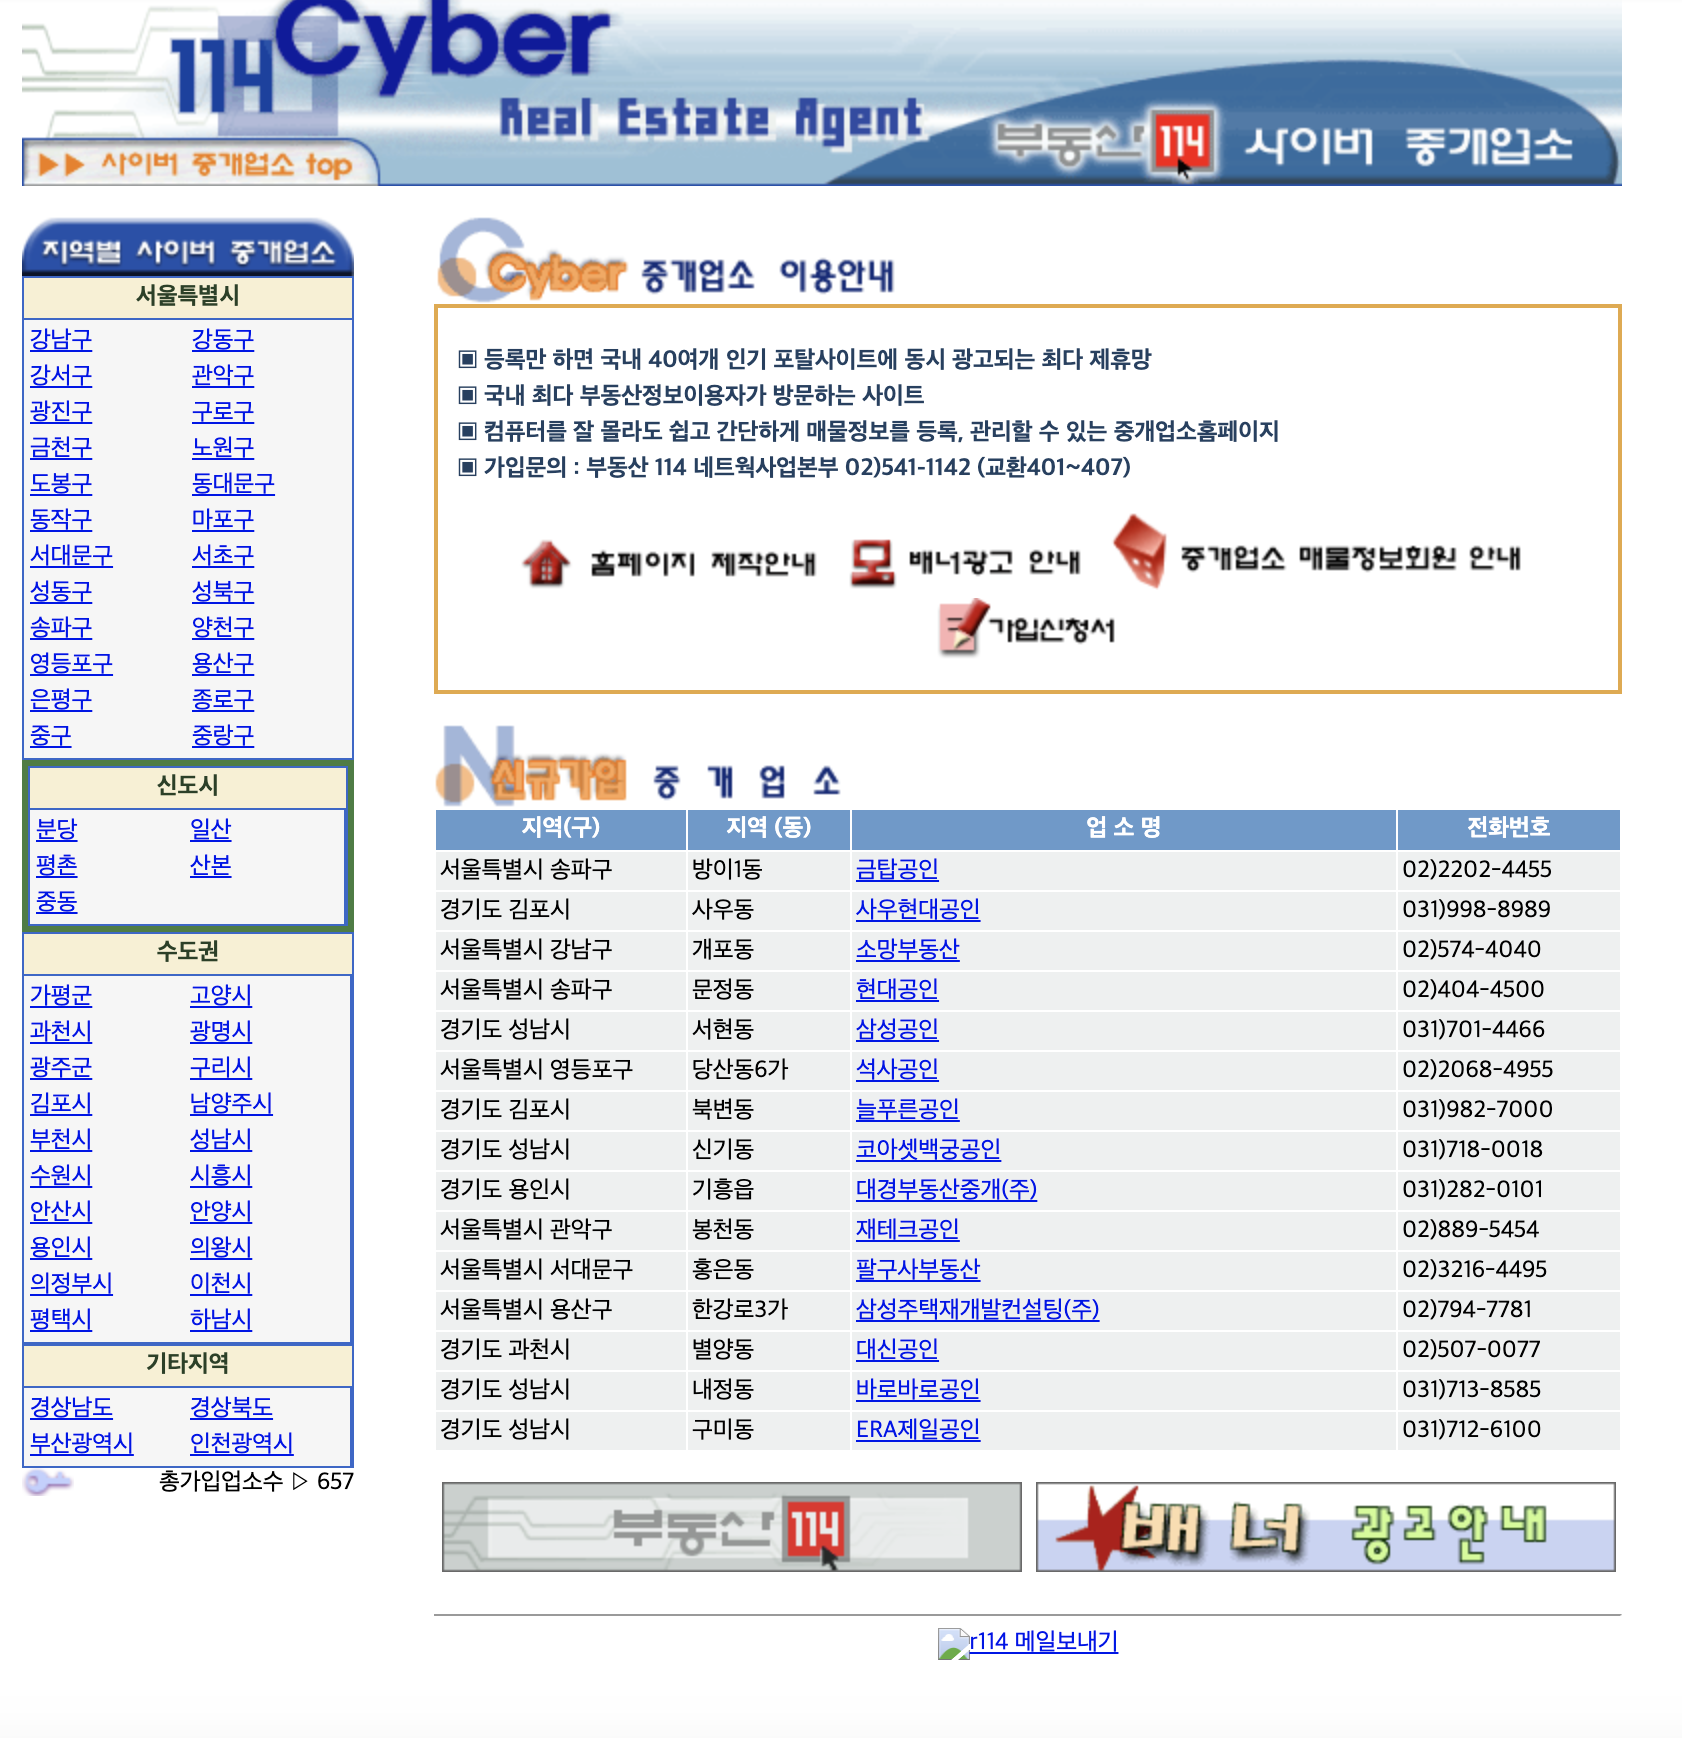 114 Cyber
Real Estate Agent
부동산 114 사이버 중개입소
▶▶ 사이버 중개업소 top
지역별 사이버 중개업소
서울특별시
강남구 강동구
강서구 관악구
광진구 구로구
금천구 노원구
도봉구 동대문구
동작구 마포구
서대문구 서초구
성동구 성북구
송파구 양천구
영등포구 용산구
은평구 종로구
중구 중랑구
신도시
분당 일산
평촌 산본
중동
수도권
가평군 고양시
과천시 광명시
광주군 구리시
김포시 남양주시
부천시 성남시
수원시 시흥시
안산시 안양시
용인시 의왕시
의정부시 이천시
평택시 하남시
기타지역
경상남도 경상북도
부산광역시 인천광역시
총가입업소수 ▷ 657
Cyber 중개업소 이용안내
▣ 등록만 하면 국내 40여개 인기 포탈사이트에 동시 광고되는 최다 제휴망
▣ 국내 최다 부동산정보이용자가 방문하는 사이트
▣ 컴퓨터를 잘 몰라도 쉽고 간단하게 매물정보를 등록, 관리할 수 있는 중개업소홈페이지
▣ 가입문의 : 부동산 114 네트웍사업본부 02)541-1142 (교환401~407)
홈페이지 제작안내 배너광고 안내 중개업소 매물정보회원 안내
가입신청서
N 신규가입 중 개 업 소
지역(구) 지역 (동) 업 소 명 전화번호
서울특별시 송파구 방이1동 금탑공인 02)2202-4455
경기도 김포시 사우동 사우현대공인 031)998-8989
서울특별시 강남구 개포동 소망부동산 02)574-4040
서울특별시 송파구 문정동 현대공인 02)404-4500
경기도 성남시 서현동 삼성공인 031)701-4466
서울특별시 영등포구 당산동6가 석사공인 02)2068-4955
경기도 김포시 북변동 늘푸른공인 031)982-7000
경기도 성남시 신기동 코아셋백궁공인 031)718-0018
경기도 용인시 기흥읍 대경부동산중개(주) 031)282-0101
서울특별시 관악구 봉천동 재테크공인 02)889-5454
서울특별시 서대문구 홍은동 팔구사부동산 02)3216-4495
서울특별시 용산구 한강로3가 삼성주택재개발컨설팅(주) 02)794-7781
경기도 과천시 별양동 대신공인 02)507-0077
경기도 성남시 내정동 바로바로공인 031)713-8585
경기도 성남시 구미동 ERA제일공인 031)712-6100
부동산 114 배너 광고안내
r114 메일보내기